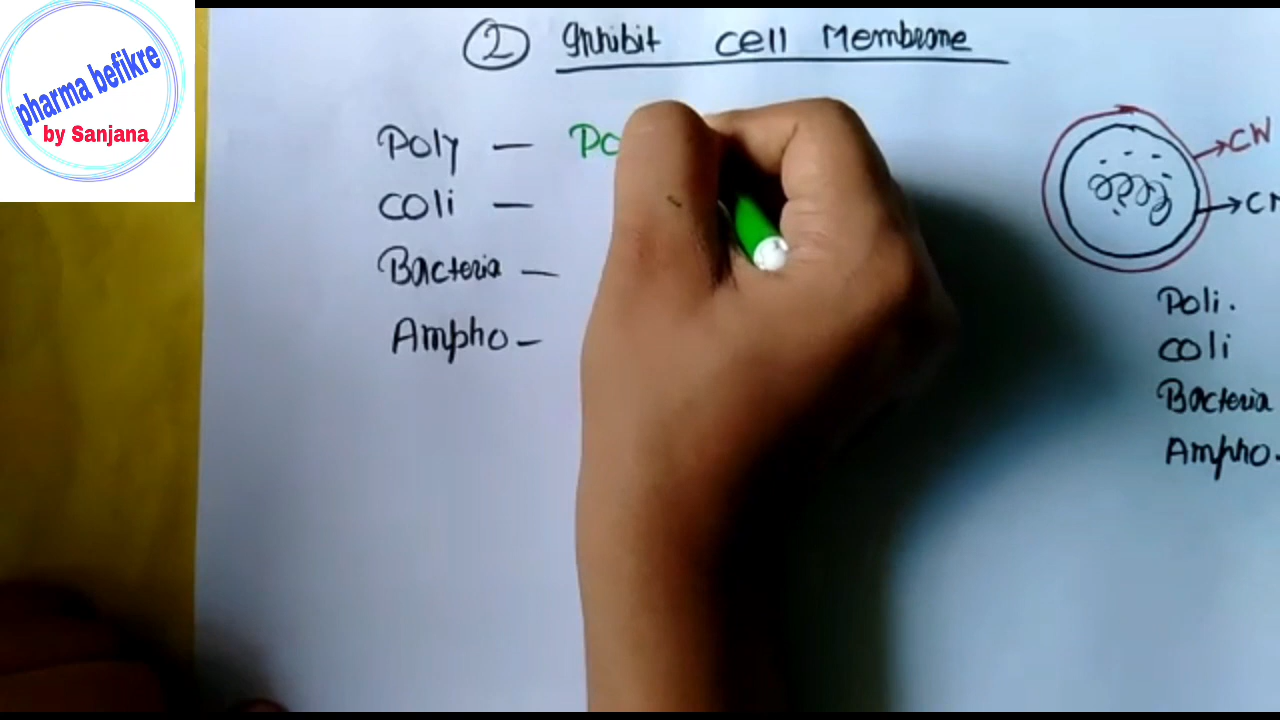 pharma befikre
by Sanjana
2 Inhibit cell Membrane
Poly — Po
coli —
Bacteria —
Ampho —
CW
CM
Poli.
coli
Bacteria
Ampho.